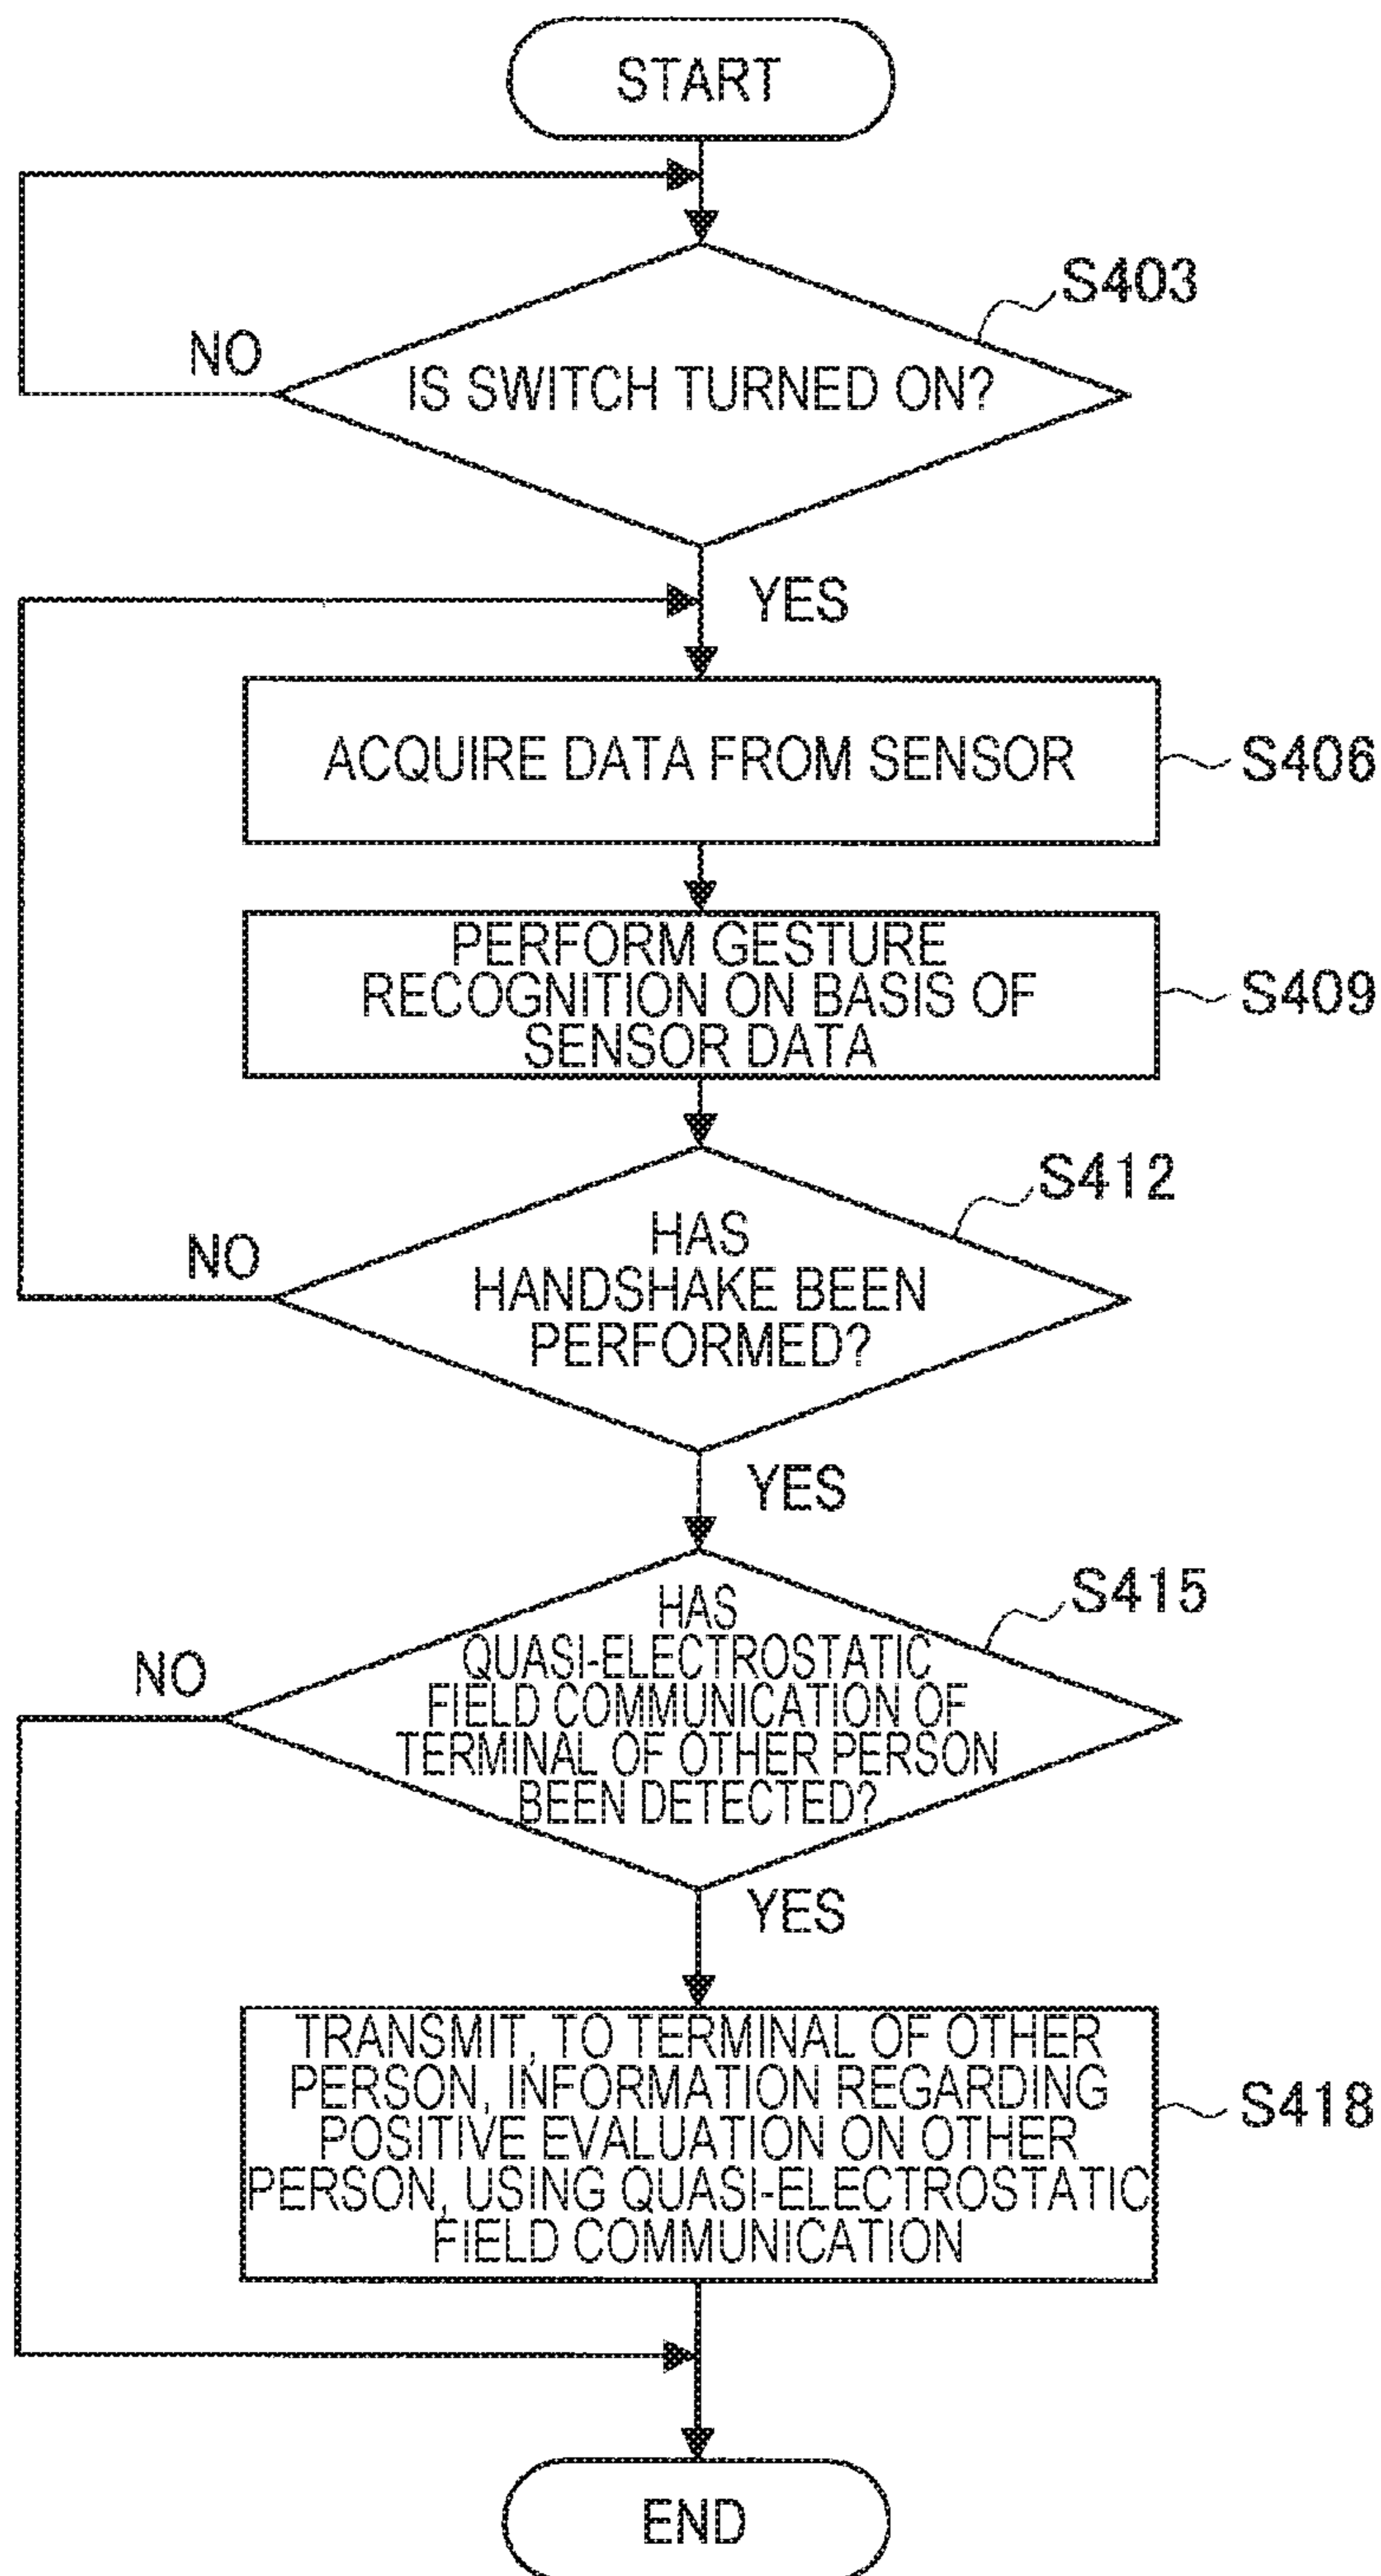 START
S403
NO
IS SWITCH TURNED ON?
YES
ACQUIRE DATA FROM SENSOR
S406
PERFORM GESTURE
RECOGNITION ON BASIS OF
SENSOR DATA
S409
S412
NO
HAS
HANDSHAKE BEEN
PERFORMED?
YES
S415
NO
HAS
QUASI-ELECTROSTATIC
FIELD COMMUNICATION OF
TERMINAL OF OTHER PERSON
BEEN DETECTED?
YES
TRANSMIT, TO TERMINAL OF OTHER
PERSON, INFORMATION REGARDING
POSITIVE EVALUATION ON OTHER
PERSON, USING QUASI-ELECTROSTATIC
FIELD COMMUNICATION
S418
END